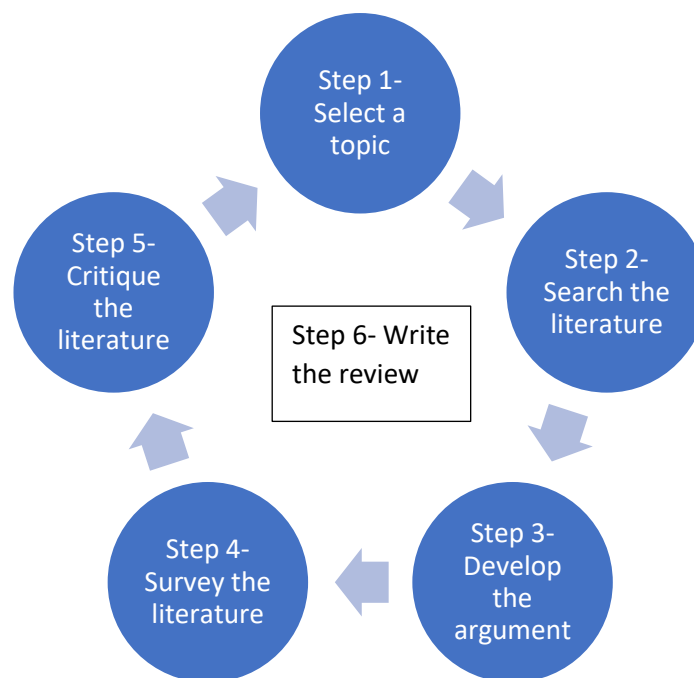 Step 1-
Select a
topic
Step 2-
Search the
literature
Step 3-
Develop
the
argument
Step 4-
Survey the
literature
Step 5-
Critique
the
literature
Step 6- Write
the review